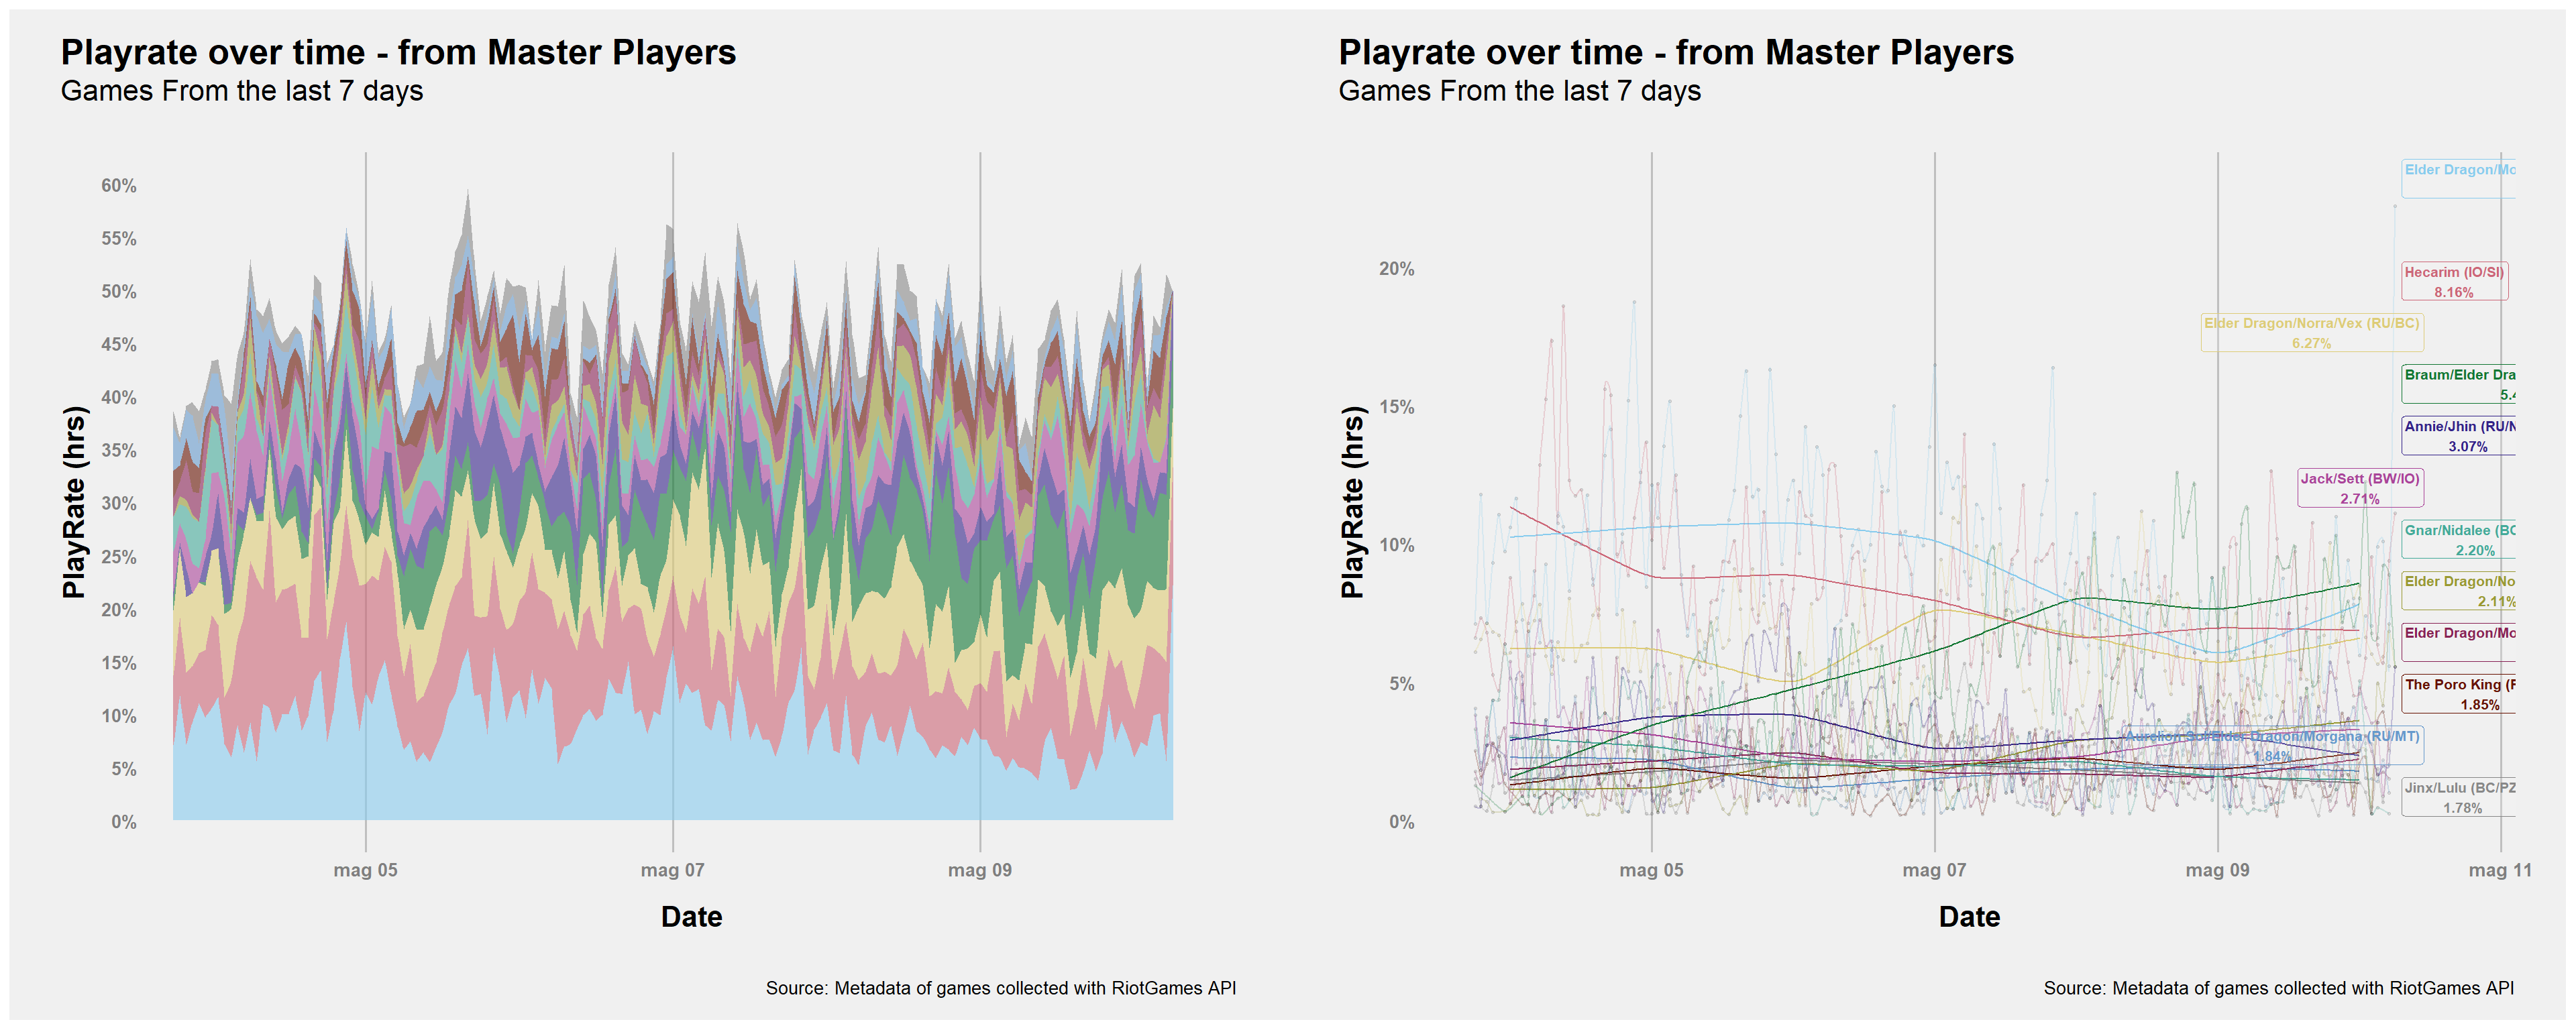 Playrate over time - from Master Players
Games From the last 7 days
60%
55%
50%
45%
40%
35%
30%
25%
20%
15%
10%
5%
0%
PlayRate (hrs)
mag 05
mag 07
mag 09
Date
Source: Metadata of games collected with RiotGames API
Playrate over time - from Master Players
Games From the last 7 days
20%
15%
10%
5%
0%
PlayRate (hrs)
Elder Dragon/Mo
Hecarim (IO/SI)
8.16%
Elder Dragon/Norra/Vex (RU/BC)
6.27%
Braum/Elder Dra
5.4
Annie/Jhin (RU/N
3.07%
Jack/Sett (BW/IO)
2.71%
Gnar/Nidalee (BC
2.20%
Elder Dragon/No
2.11%
Elder Dragon/Mo
The Poro King (F
1.85%
Aurelion Sol/Elder Dragon/Morgana (RU/MT)
1.84%
Jinx/Lulu (BC/PZ
1.78%
mag 05
mag 07
mag 09
mag 11
Date
Source: Metadata of games collected with RiotGames API